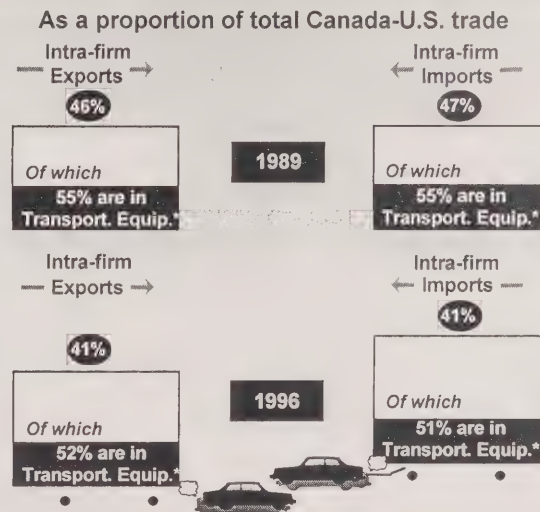 As a proportion of total Canada-U.S. trade
Intra-firm
Exports
46%
Of which
55% are in
Transport. Equip.*
1989
Intra-firm
Imports
47%
Of which
55% are in
Transport. Equip.*
Intra-firm
Exports
41%
Of which
52% are in
Transport. Equip.*
1996
Intra-firm
Imports
41%
Of which
51% are in
Transport. Equip.*